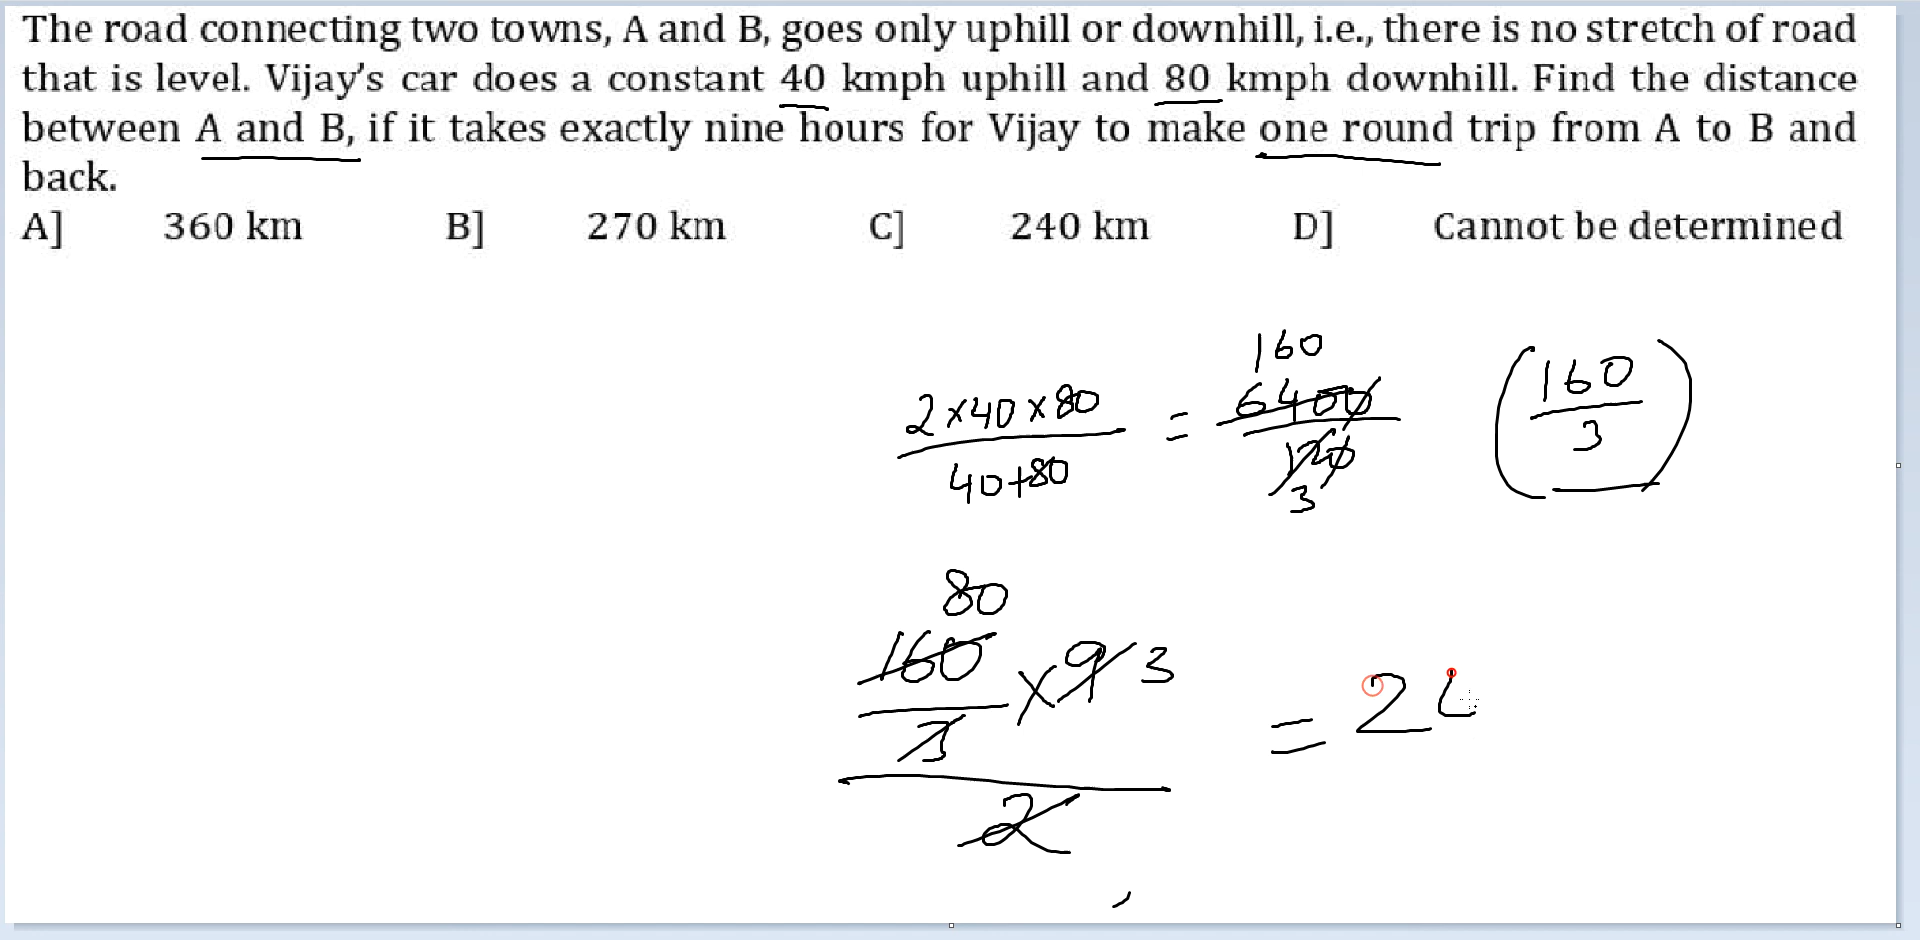 The road connecting two towns, A and B, goes only uphill or downhill, i.e., there is no stretch of road
that is level. Vijay's car does a constant 40 kmph uphill and 80 kmph downhill. Find the distance
between A and B, if it takes exactly nine hours for Vijay to make one round trip from A to B and
back.
A] 360 km B] 270 km C] 240 km D] Cannot be determined
160
2×40×80 = 6400 (160
40+80 120 3)
3
80
160 ×9 3
3 = 2
2